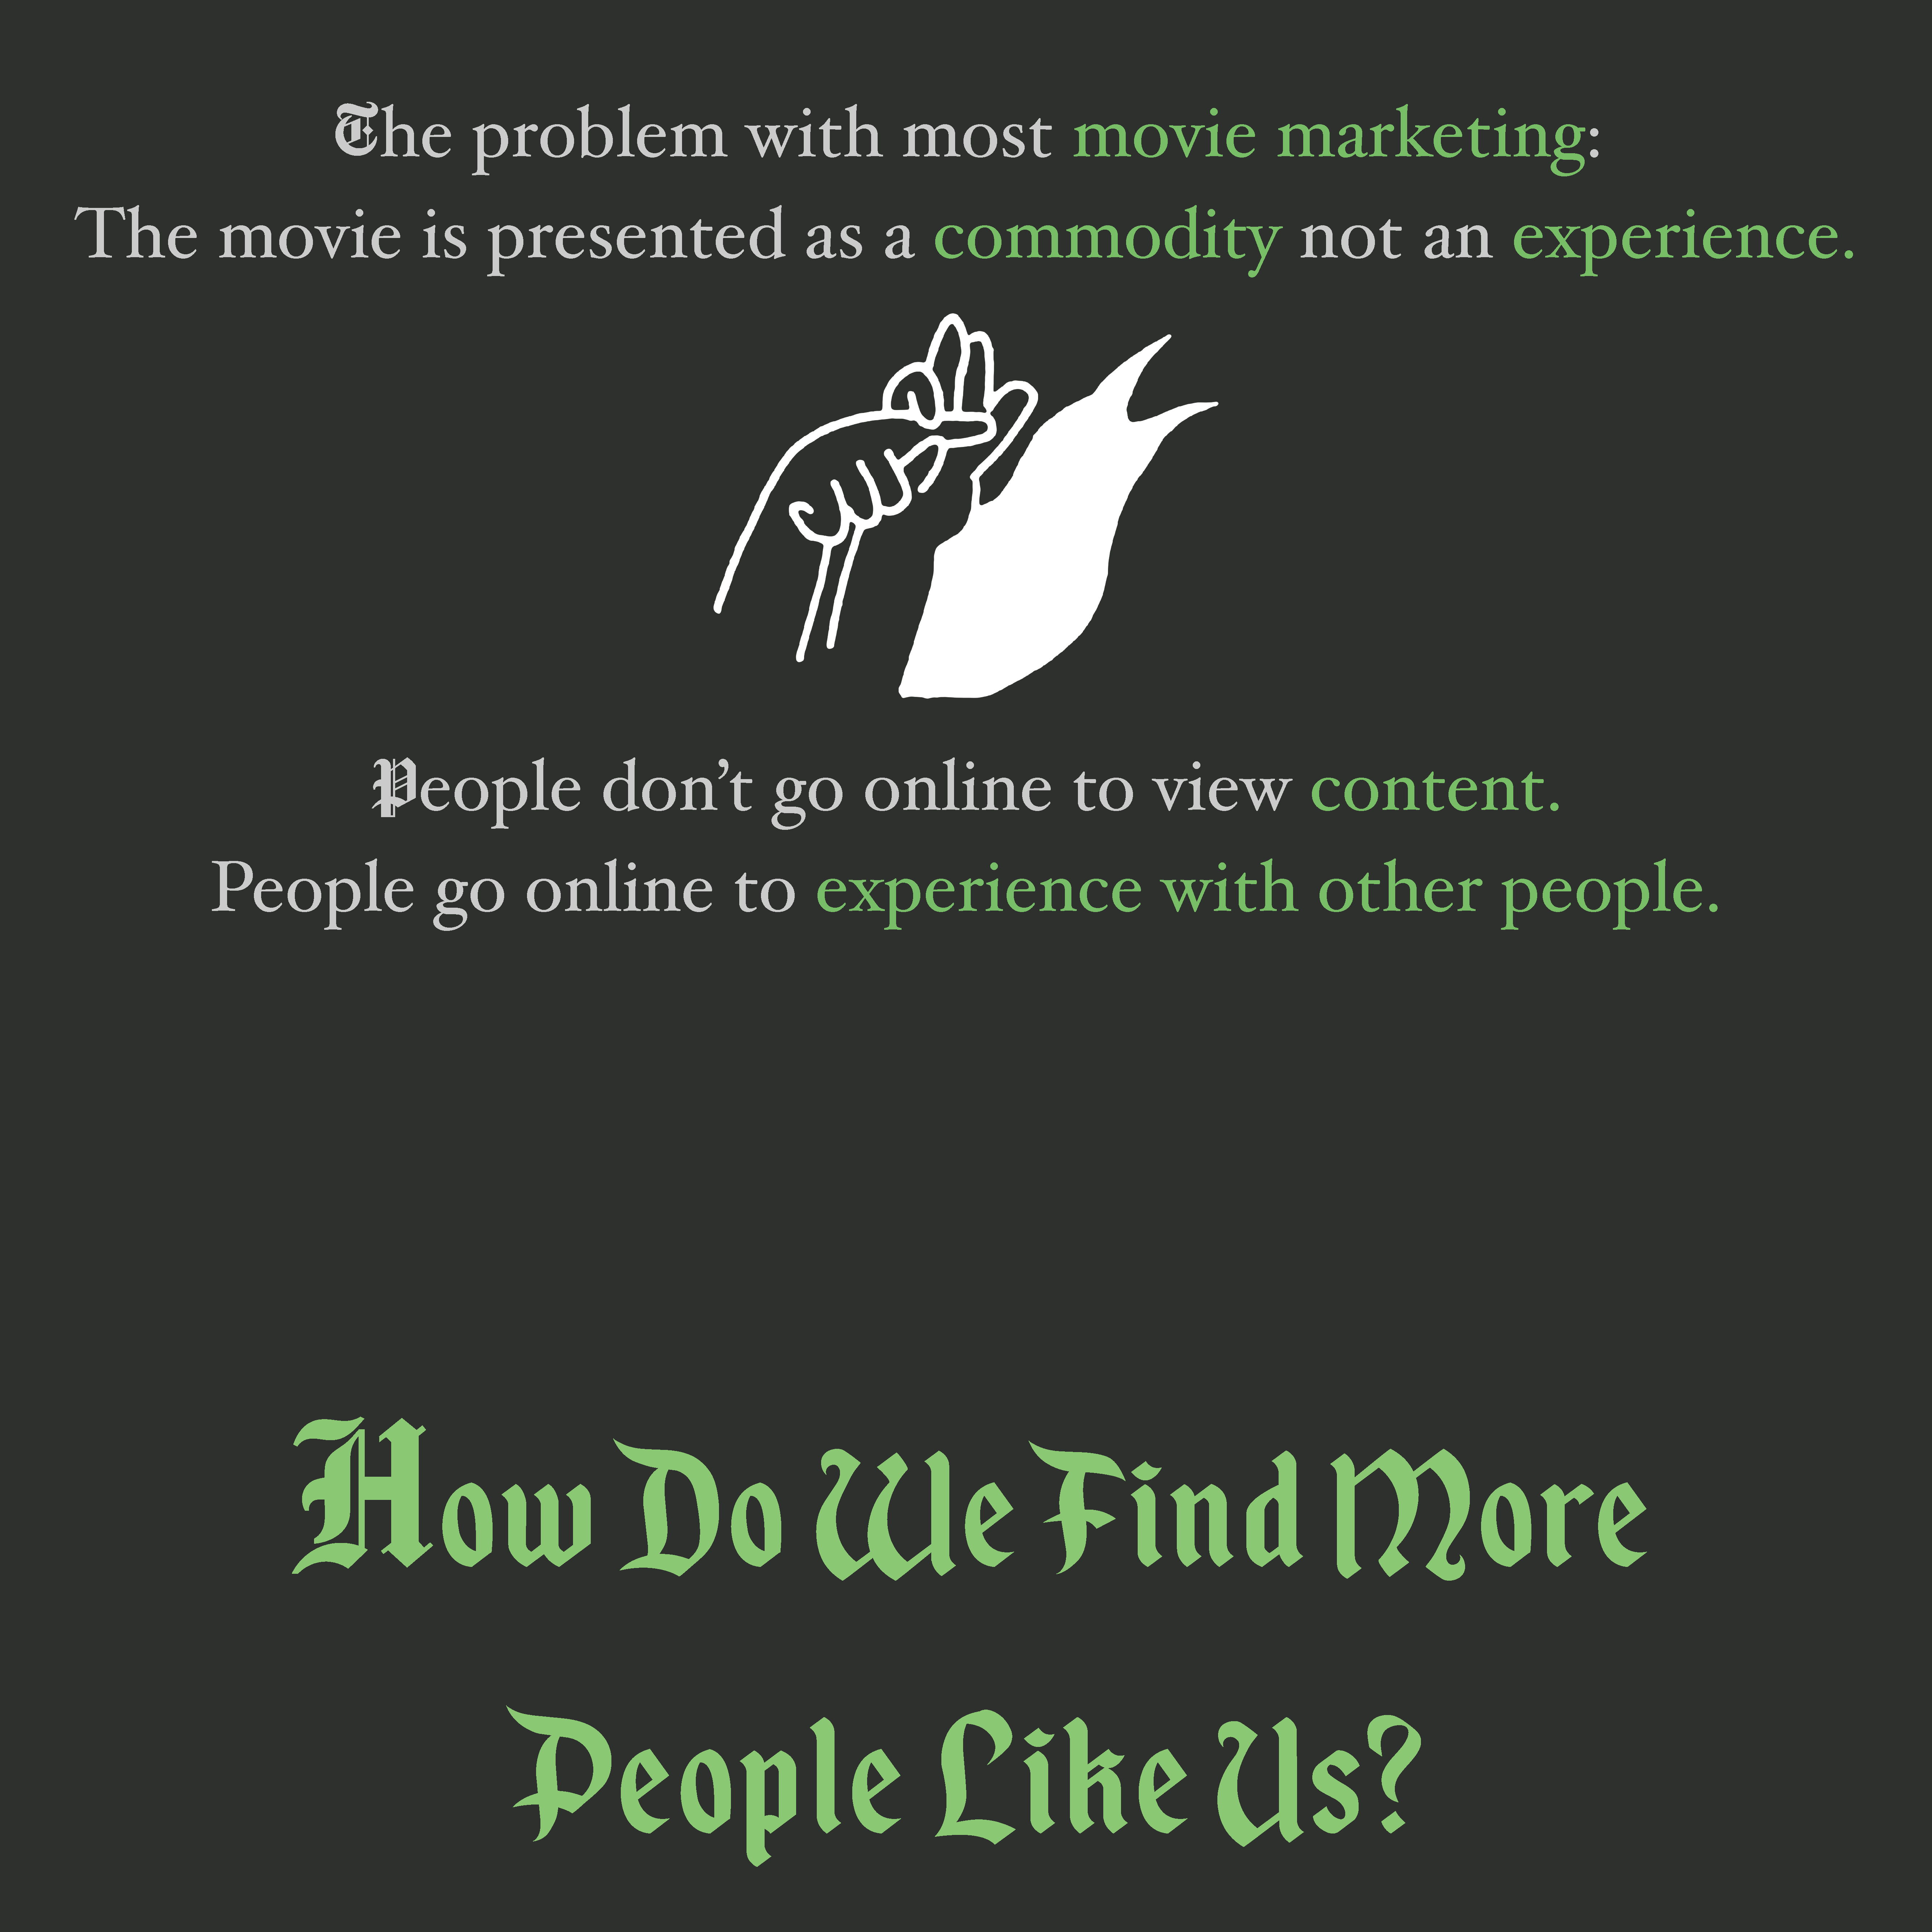 The problem with most movie marketing:
The movie is presented as a commodity not an experience.
People don’t go online to view content.
People go online to experience with other people.
How Do We Find More
People Like Us?